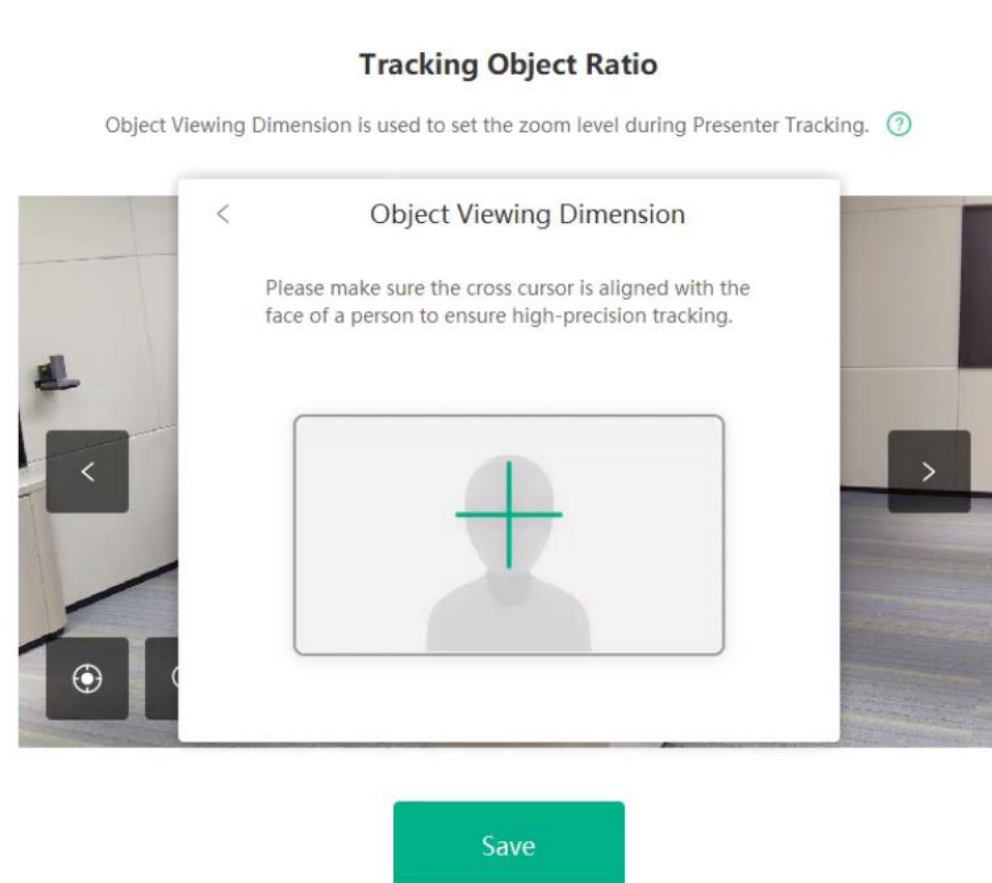 Tracking Object Ratio
Object Viewing Dimension is used to set the zoom level during Presenter Tracking.
Object Viewing Dimension
Please make sure the cross cursor is aligned with the
face of a person to ensure high-precision tracking.
Save